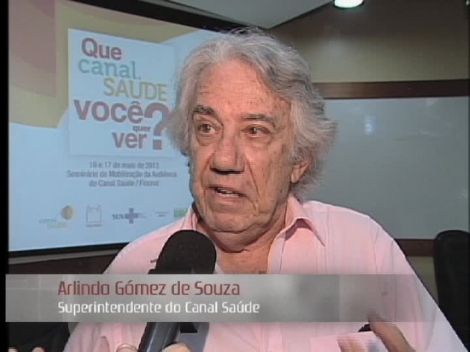 Que
canal
SAÚDE
você
quer
ver?
16 e 17 de maio de 2013
Seminário de Mobilização da Audiência
do Canal Saúde / Fiocruz
SUS
Arlindo Gómez de Souza
Superintendente do Canal Saúde